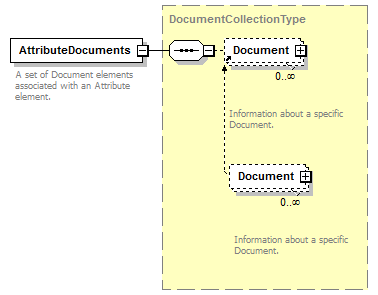 DocumentCollectionType
AttributeDocuments
Document
0..∞
A set of Document elements
associated with an Attribute
element.
Information about a specific
Document.
Document
0..∞
Information about a specific
Document.